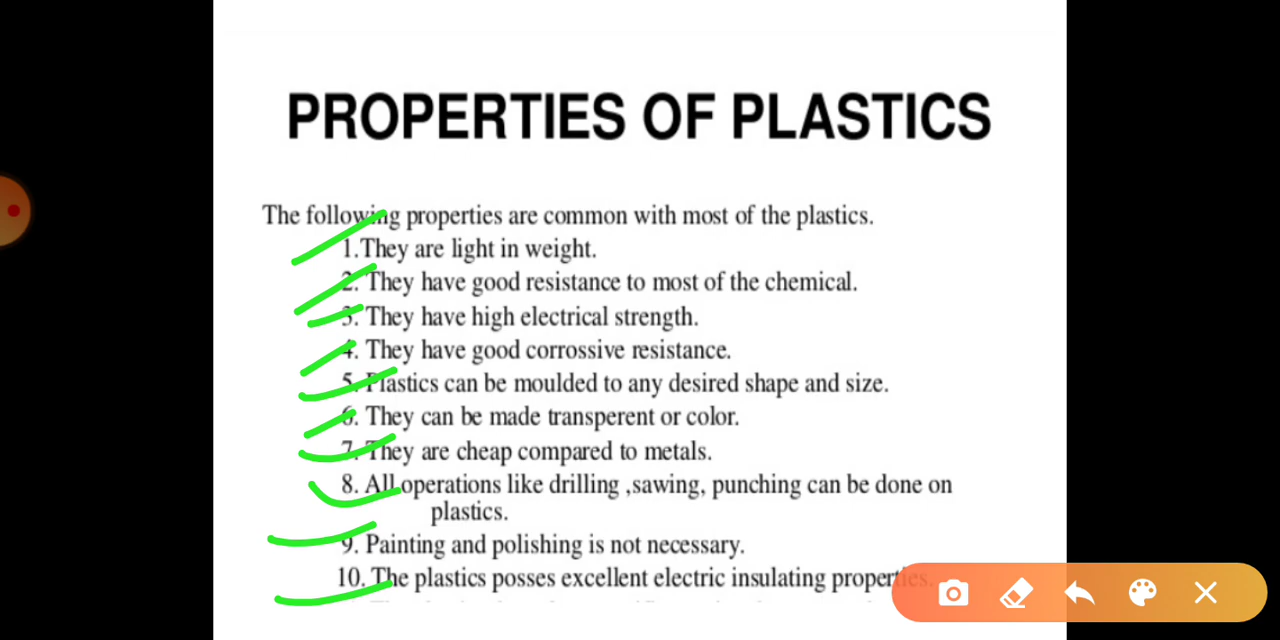 PROPERTIES OF PLASTICS
The following properties are common with most of the plastics.
1.They are light in weight.
2. They have good resistance to most of the chemical.
3. They have high electrical strength.
4. They have good corrossive resistance.
5. Plastics can be moulded to any desired shape and size.
6. They can be made transperent or color.
7. They are cheap compared to metals.
8. All operations like drilling ,sawing, punching can be done on
plastics.
9. Painting and polishing is not necessary.
10. The plastics posses excellent electric insulating properties.